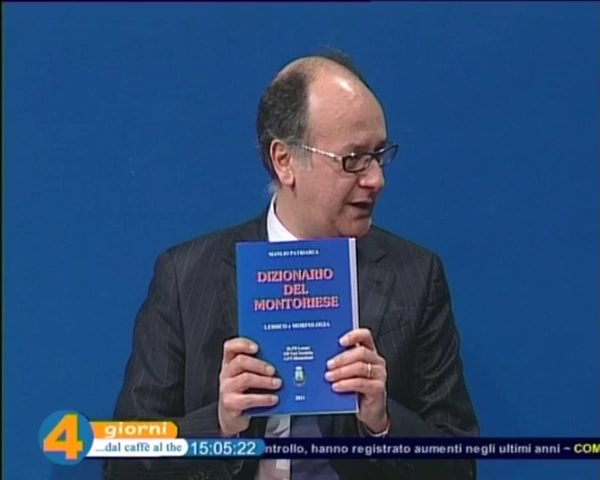 MANLIO PATRIARCA
DIZIONARIO
DEL
MONTORIESE
LESSICO e MORFOLOGIA
2011
4 giorni
...dal caffè al the
15:05:22
ntrollo, hanno registrato aumenti negli ultimi anni ~ COM